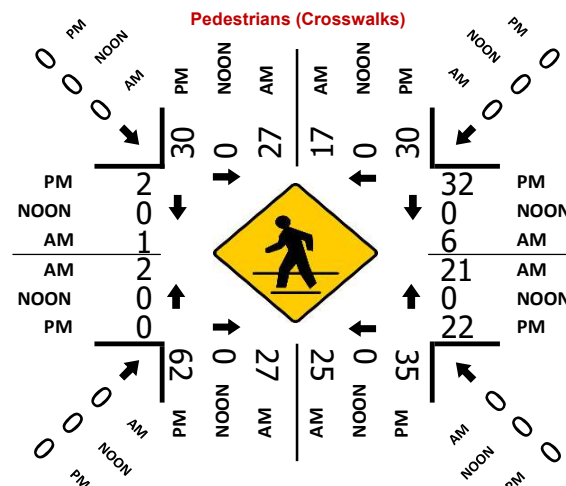 Pedestrians (Crosswalks)
0 PM
0 NOON
0 AM
PM NOON AM AM NOON PM
30 0 27 17 0 30
PM 0
NOON 0
AM 0
PM 2 32 PM
NOON 0 0 NOON
AM 1 6 AM
AM 2 21 AM
NOON 0 0 NOON
PM 0 22 PM
62 0 27 25 0 35
PM NOON AM AM NOON PM
0 AM
0 NOON
0 PM
AM 0
NOON 0
PM 0